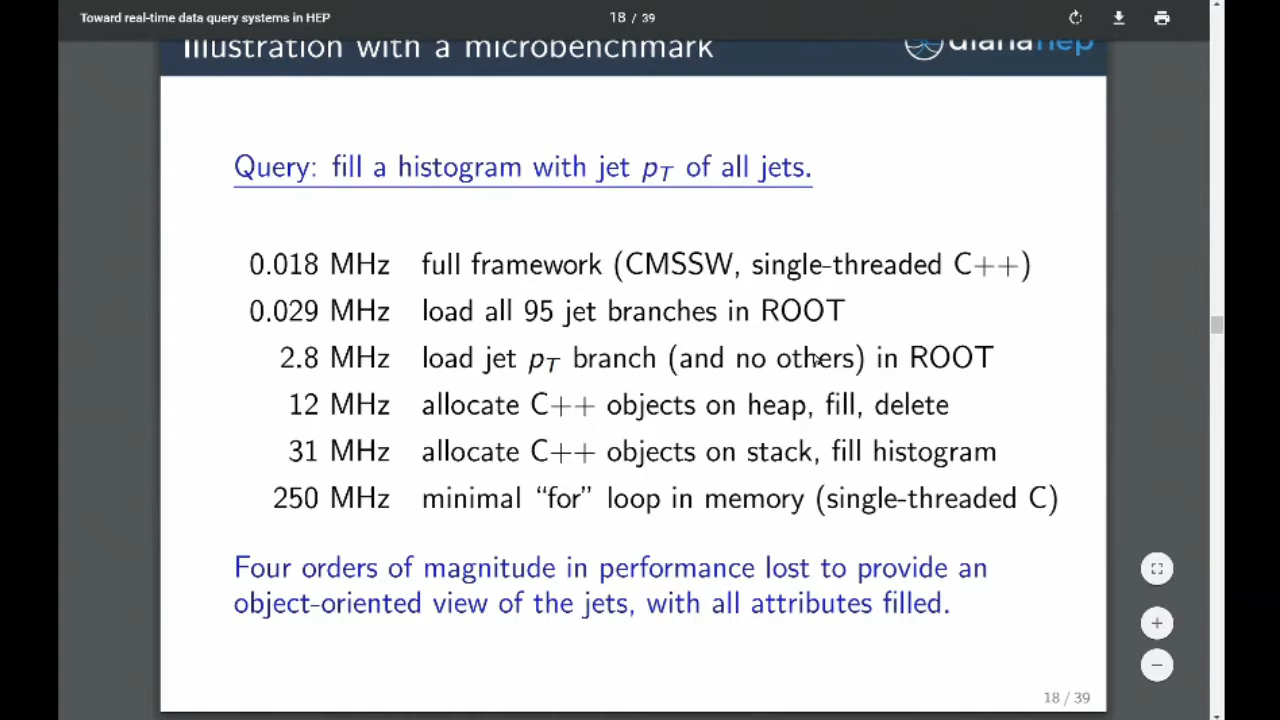 Toward real-time data query systems in HEP
18 / 39
Illustration with a microbenchmark
dianahep
Query: fill a histogram with jet pT of all jets.
0.018 MHz full framework (CMSSW, single-threaded C++)
0.029 MHz load all 95 jet branches in ROOT
2.8 MHz load jet pT branch (and no others) in ROOT
12 MHz allocate C++ objects on heap, fill, delete
31 MHz allocate C++ objects on stack, fill histogram
250 MHz minimal “for” loop in memory (single-threaded C)
Four orders of magnitude in performance lost to provide an
object-oriented view of the jets, with all attributes filled.
18 / 39